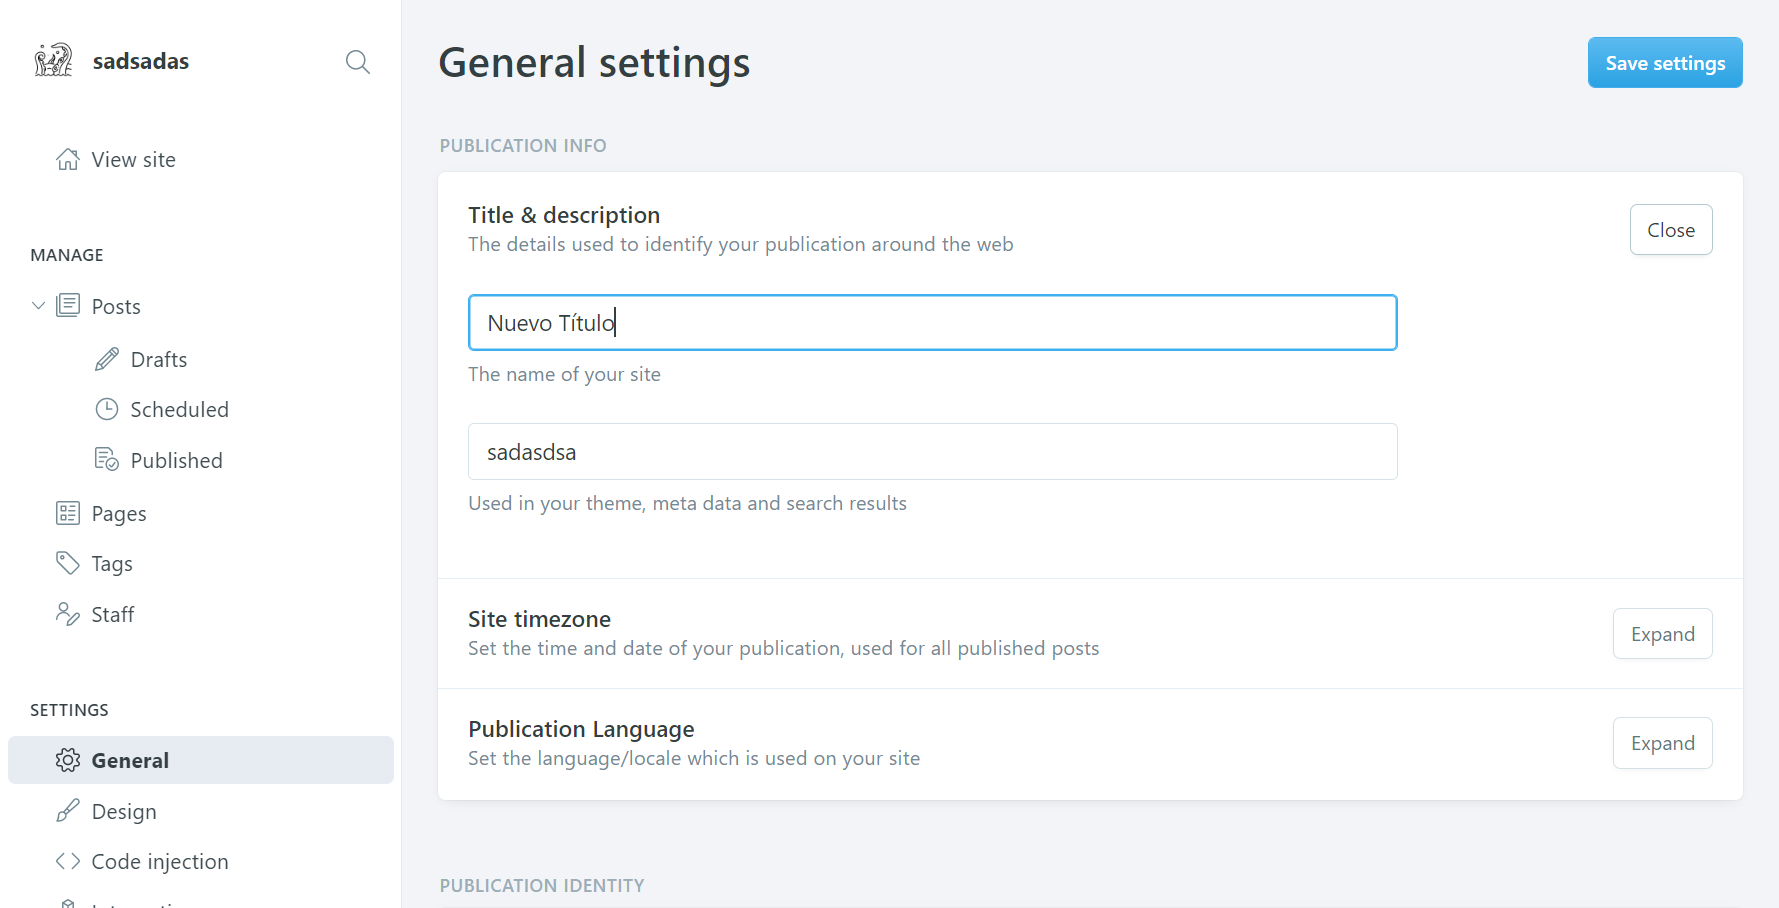 sadsadas
View site
MANAGE
Posts
Drafts
Scheduled
Published
Pages
Tags
Staff
SETTINGS
General
Design
Code injection
General settings
Save settings
PUBLICATION INFO
Title & description
The details used to identify your publication around the web
Close
Nuevo Título
The name of your site
sadasdsa
Used in your theme, meta data and search results
Site timezone
Set the time and date of your publication, used for all published posts
Expand
Publication Language
Set the language/locale which is used on your site
Expand
PUBLICATION IDENTITY